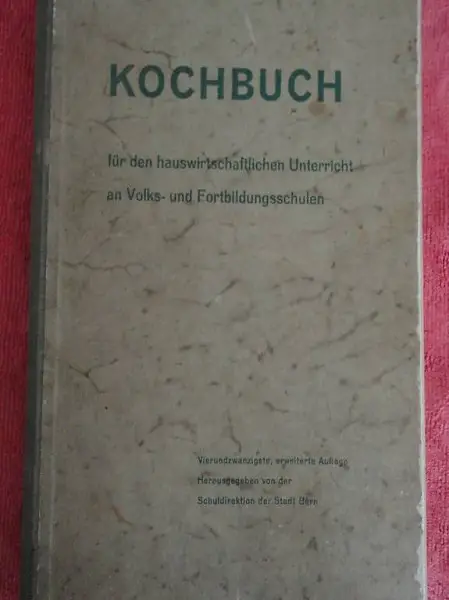 KOCHBUCH
für den hauswirtschaftlichen Unterricht
an Volks- und Fortbildungsschulen
Vierundzwanzigste, erweiterte Auflage
Herausgegeben von der
Schuldirektion der Stadt Bern